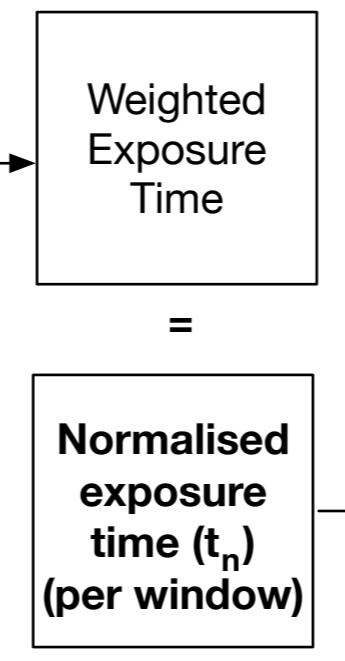 Weighted
Exposure
Time
=
Normalised
exposure
time (tₙ)
(per window)